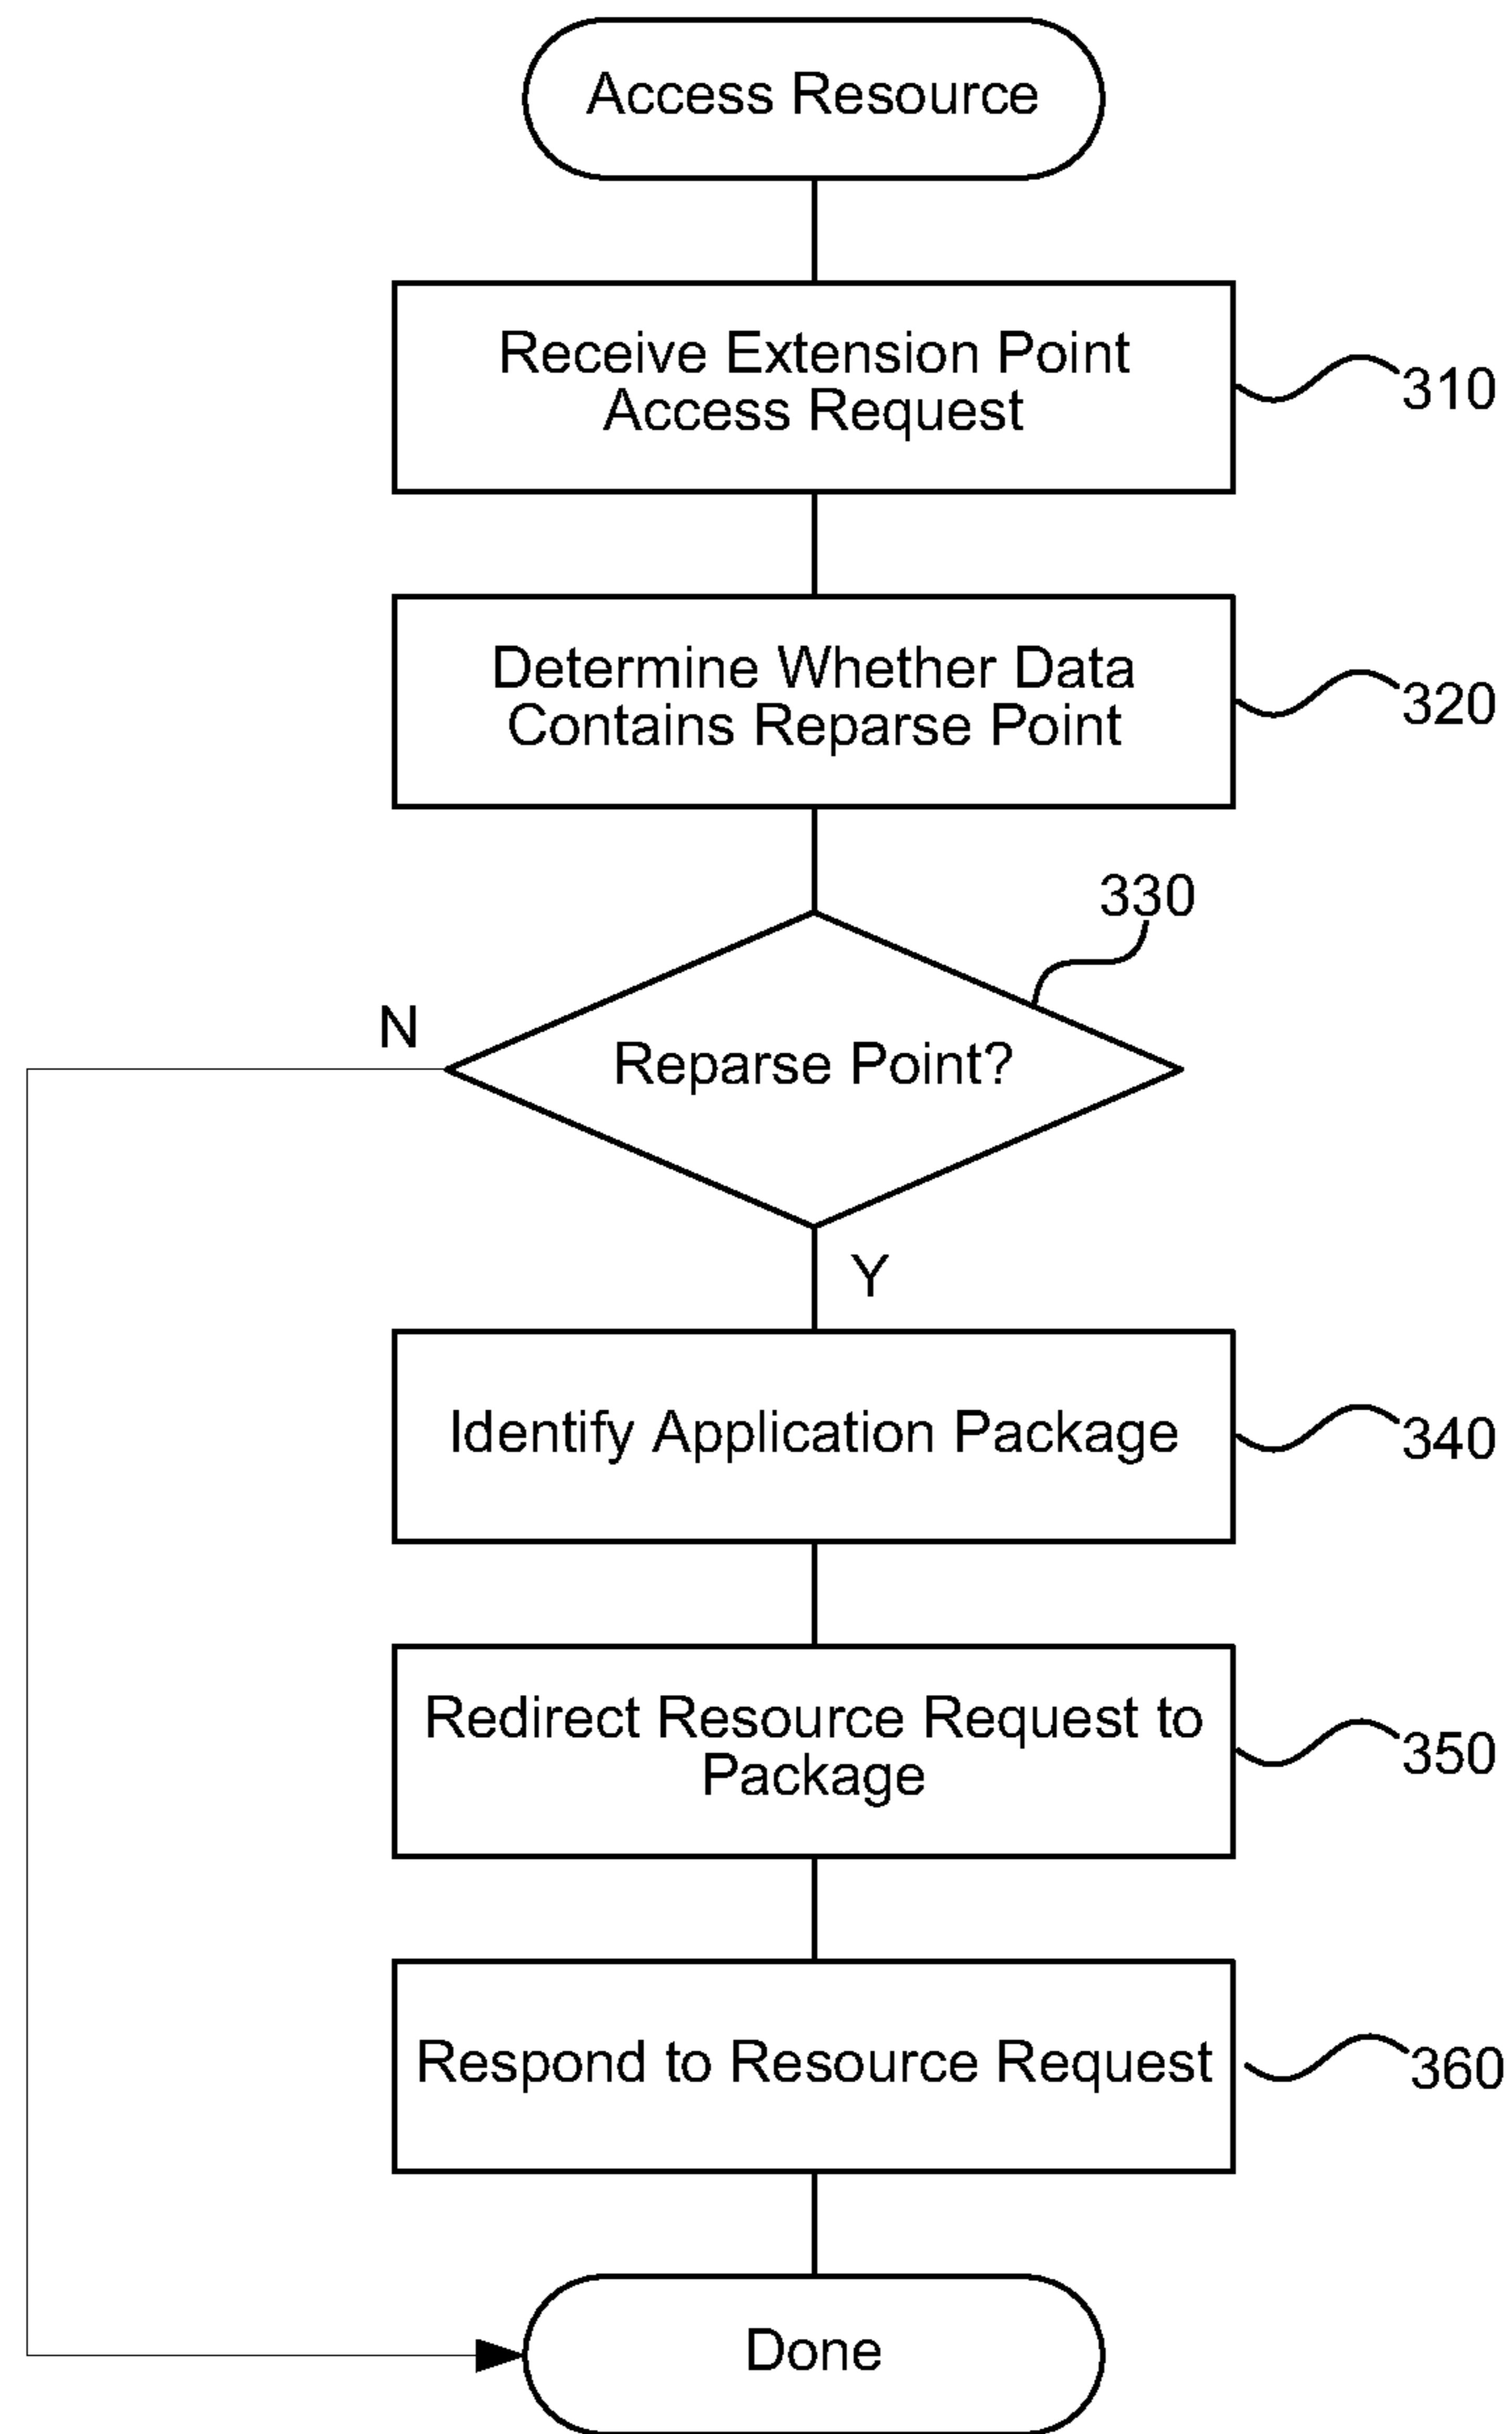 Access Resource
Receive Extension Point
Access Request
310
Determine Whether Data
Contains Reparse Point
320
330
N
Reparse Point?
Y
Identify Application Package
340
Redirect Resource Request to
Package
350
Respond to Resource Request
360
Done